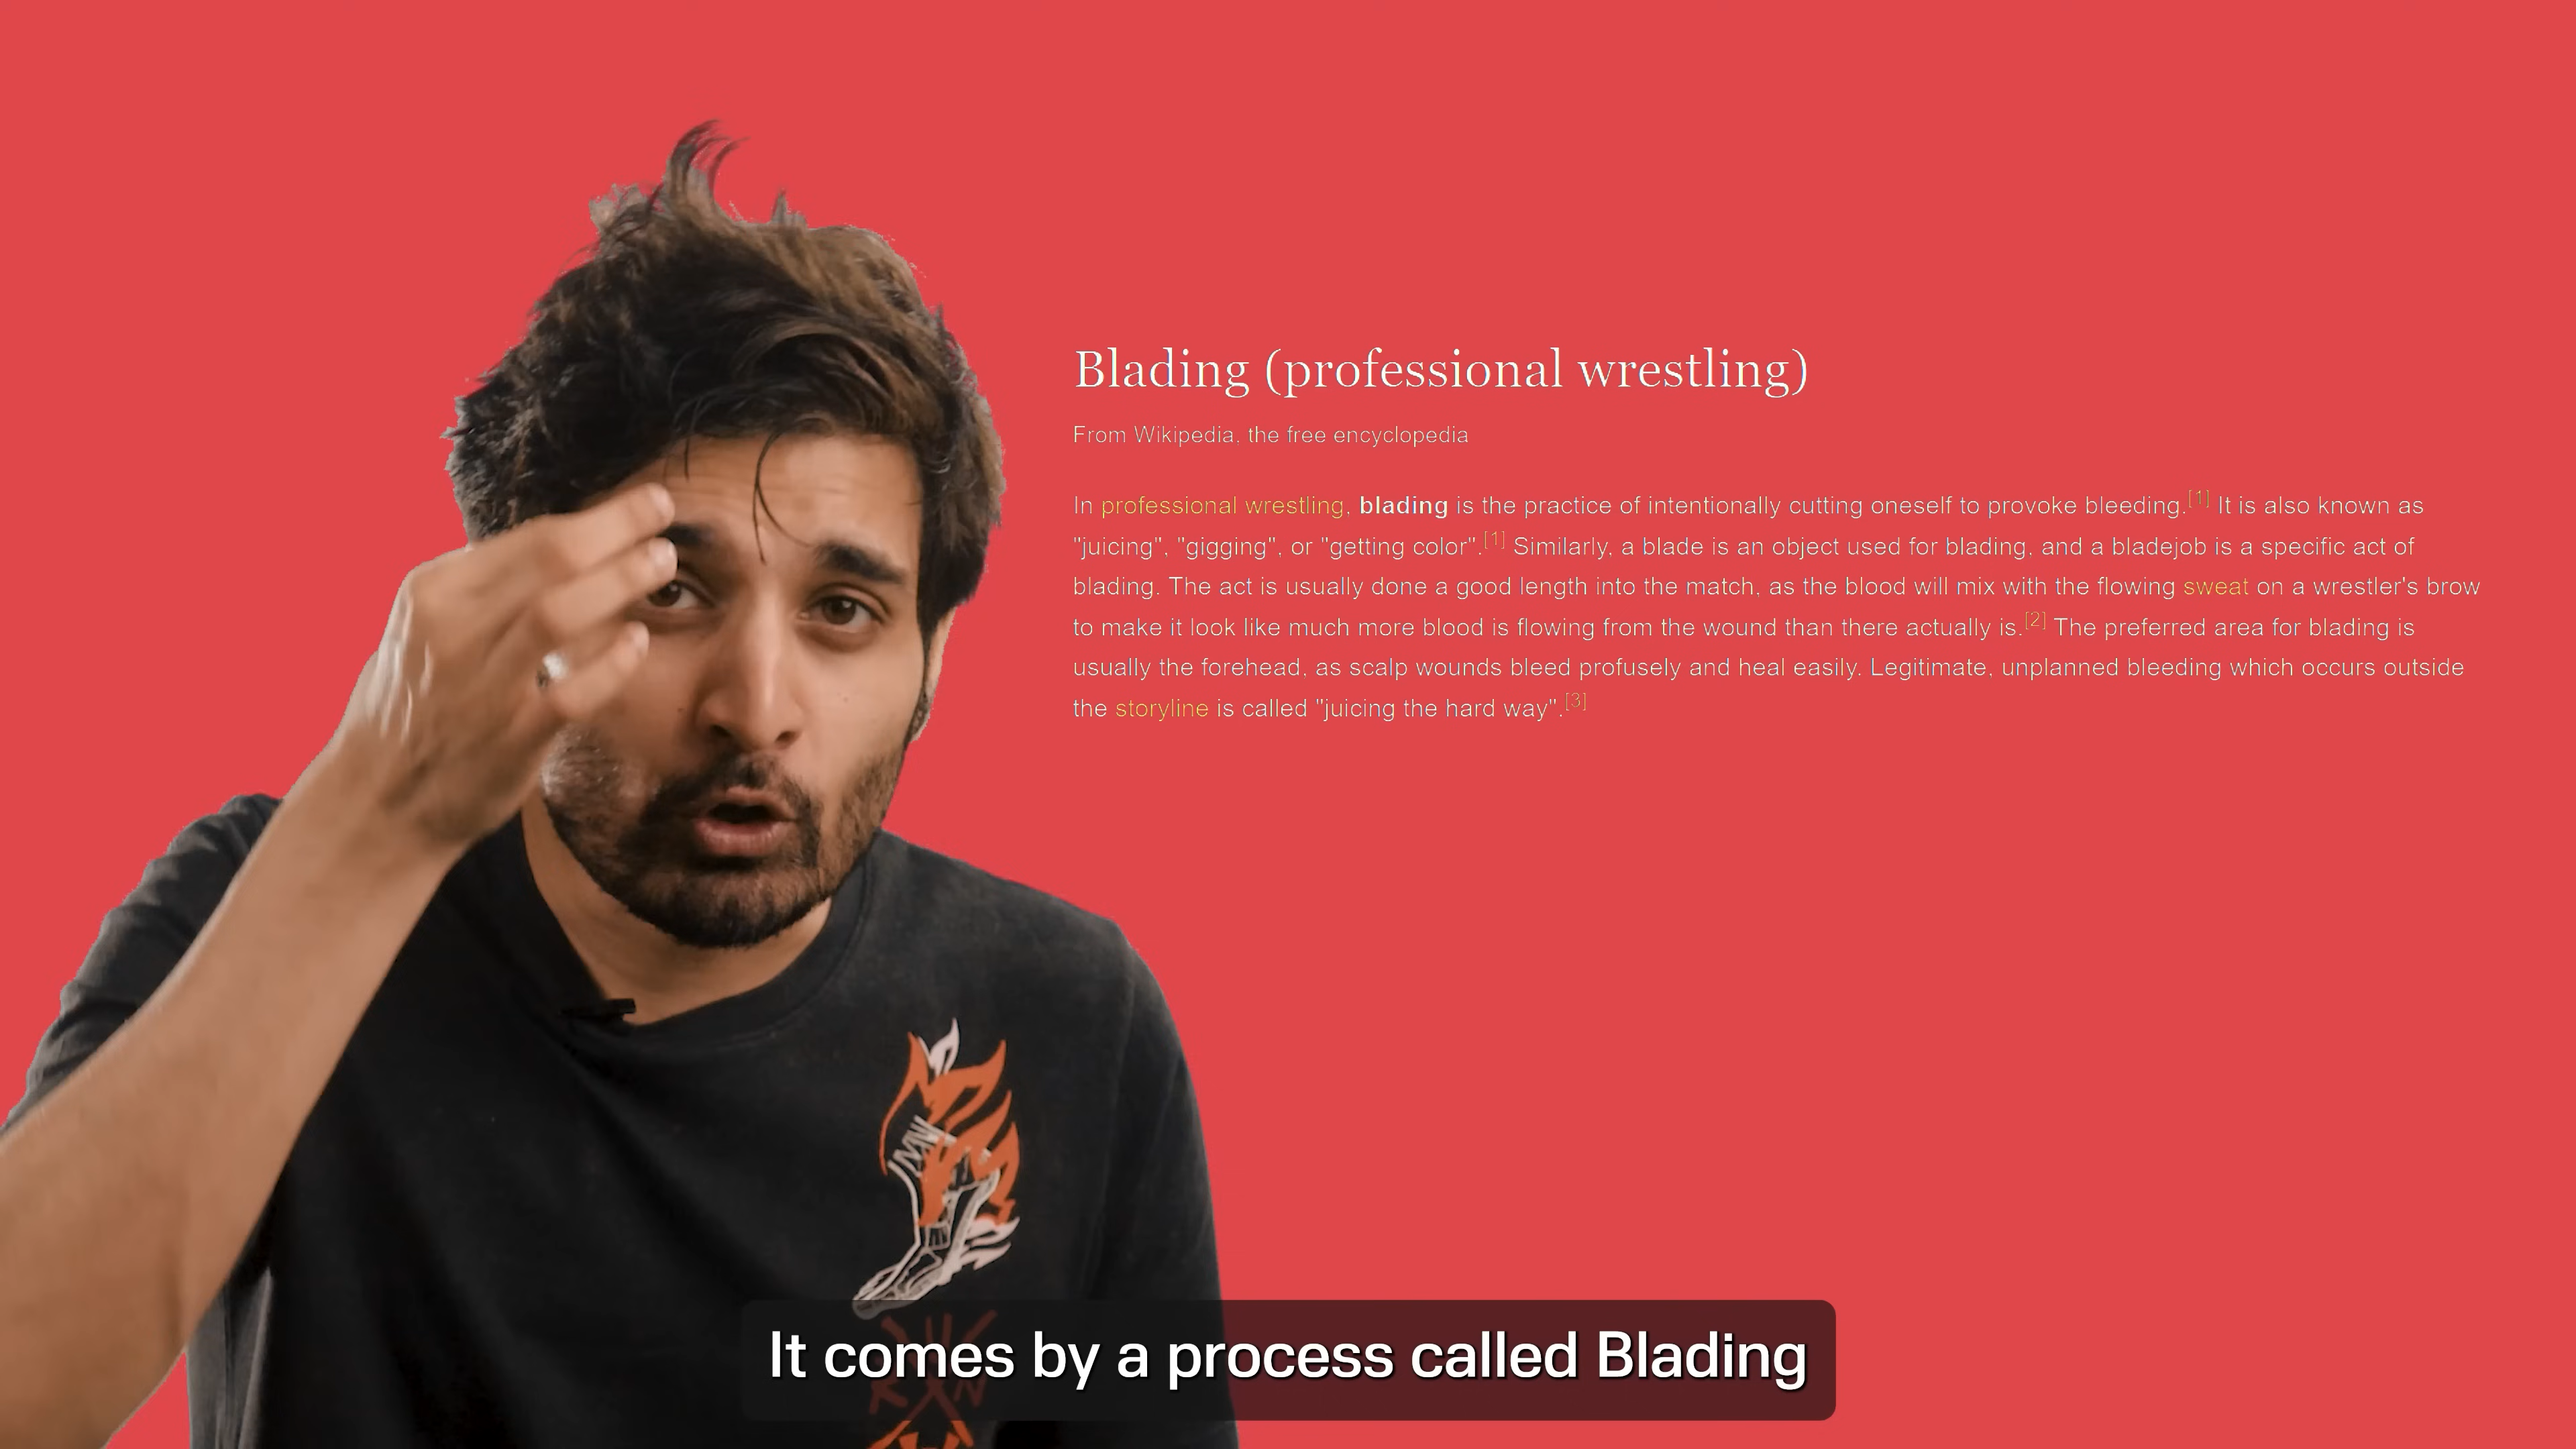 Blading (professional wrestling)
From Wikipedia, the free encyclopedia
In professional wrestling, blading is the practice of intentionally cutting oneself to provoke bleeding.[1] It is also known as
"juicing", "gigging", or "getting color".[1] Similarly, a blade is an object used for blading, and a bladejob is a specific act of
blading. The act is usually done a good length into the match, as the blood will mix with the flowing sweat on a wrestler's brow
to make it look like much more blood is flowing from the wound than there actually is.[2] The preferred area for blading is
usually the forehead, as scalp wounds bleed profusely and heal easily. Legitimate, unplanned bleeding which occurs outside
the storyline is called "juicing the hard way".[3]
It comes by a process called Blading